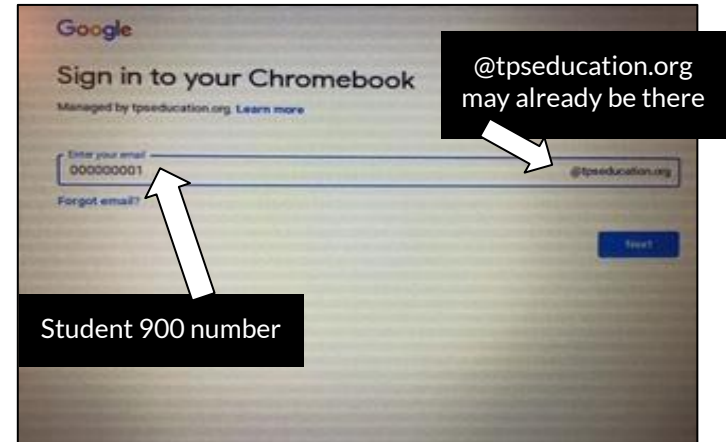 Google
Sign in to your Chromebook
Managed by tpseducation.org. Learn more
@tpseducation.org
may already be there
Enter your email
000000001
@tpseducation.org
Forgot email?
Next
Student 900 number